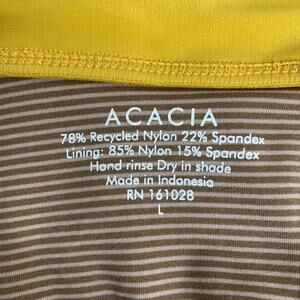 ACACIA
78% Recycled Nylon 22% Spandex
Lining: 85% Nylon 15% Spandex
Hand rinse Dry in shade
Made in Indonesia
RN 161028
L